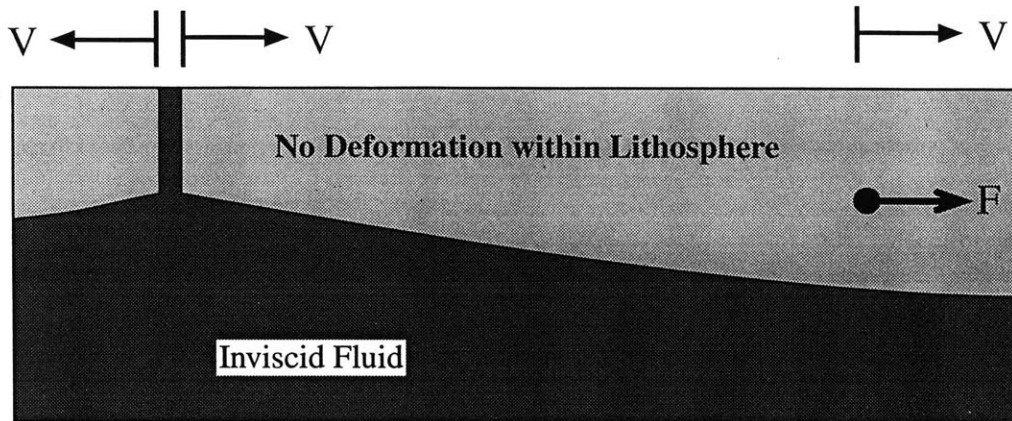 V V V
No Deformation within Lithosphere
F
Inviscid Fluid